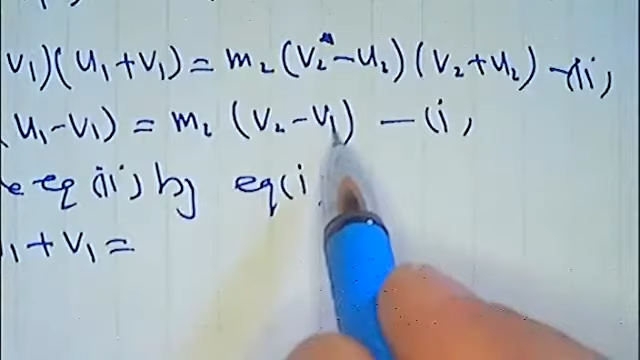 v₁)(u₁+v₁) = m₂(v₂-u₂)(v₂+u₂) -(ii)
(u₁-v₁) = m₂ (v₂-v₁) - (i)
eq (ii) by eq(i
u₁+v₁=